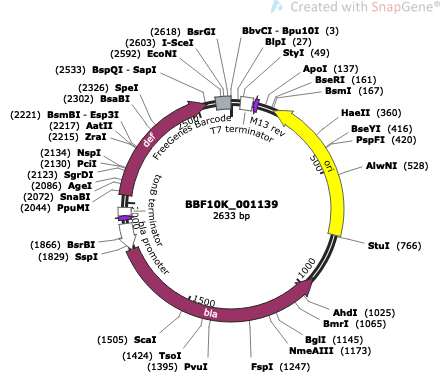 Created with SnapGene®
(2618) BsrGI
(2603) I-SceI
(2592) EcoNI
(2533) BspQI - SapI
(2326) SpeI
(2302) BsaBI
(2221) BsmBI - Esp3I
(2217) AatII
(2215) ZraI
(2134) NspI
(2130) PciI
(2123) SgrDI
(2086) AgeI
(2072) SnaBI
(2044) PpuMI
(1866) BsrBI
(1829) SspI
(1505) ScaI
(1424) TsoI
(1395) PvuI
BbvCI - Bpu10I (3)
BlpI (27)
StyI (49)
ApoI (137)
BseRI (161)
BsmI (167)
HaeII (360)
BseYI (416)
PspFI (420)
AlwNI (528)
StuI (766)
AhdI (1025)
BmrI (1065)
BglI (1145)
NmeAIII (1173)
FspI (1247)
def
2500
FreeGenes Barcode
T7 terminator
M13 rev
ori
500
1000
1500
bla
bla promoter
tonB terminator
2000
BBF10K_001139
2633 bp